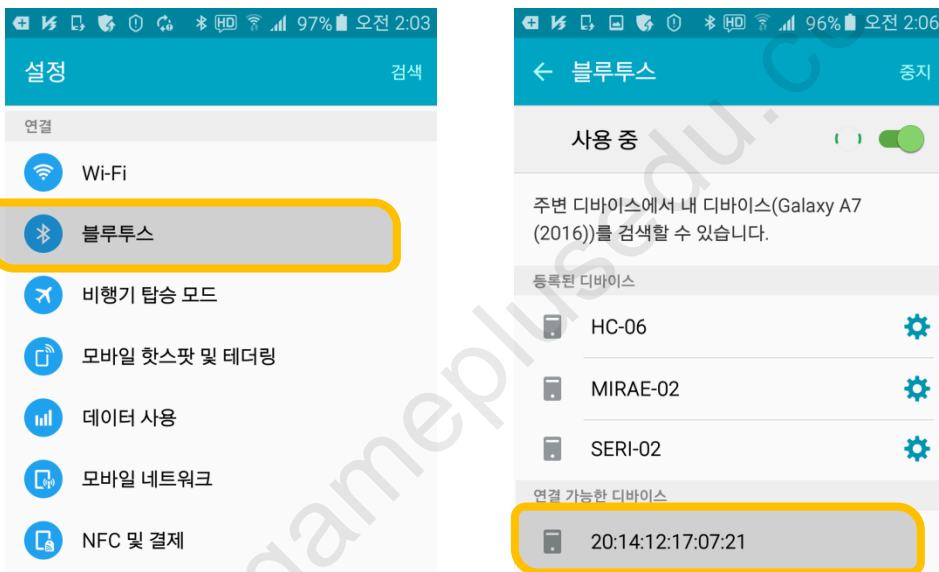 97% 오전 2:03
설정
검색
연결
Wi-Fi
블루투스
비행기 탑승 모드
모바일 핫스팟 및 테더링
데이터 사용
모바일 네트워크
NFC 및 결제
96% 오전 2:06
블루투스
중지
사용 중
주변 디바이스에서 내 디바이스(Galaxy A7
(2016))를 검색할 수 있습니다.
등록된 디바이스
HC-06
MIRAE-02
SERI-02
연결 가능한 디바이스
20:14:12:17:07:21
gameplusedu.c